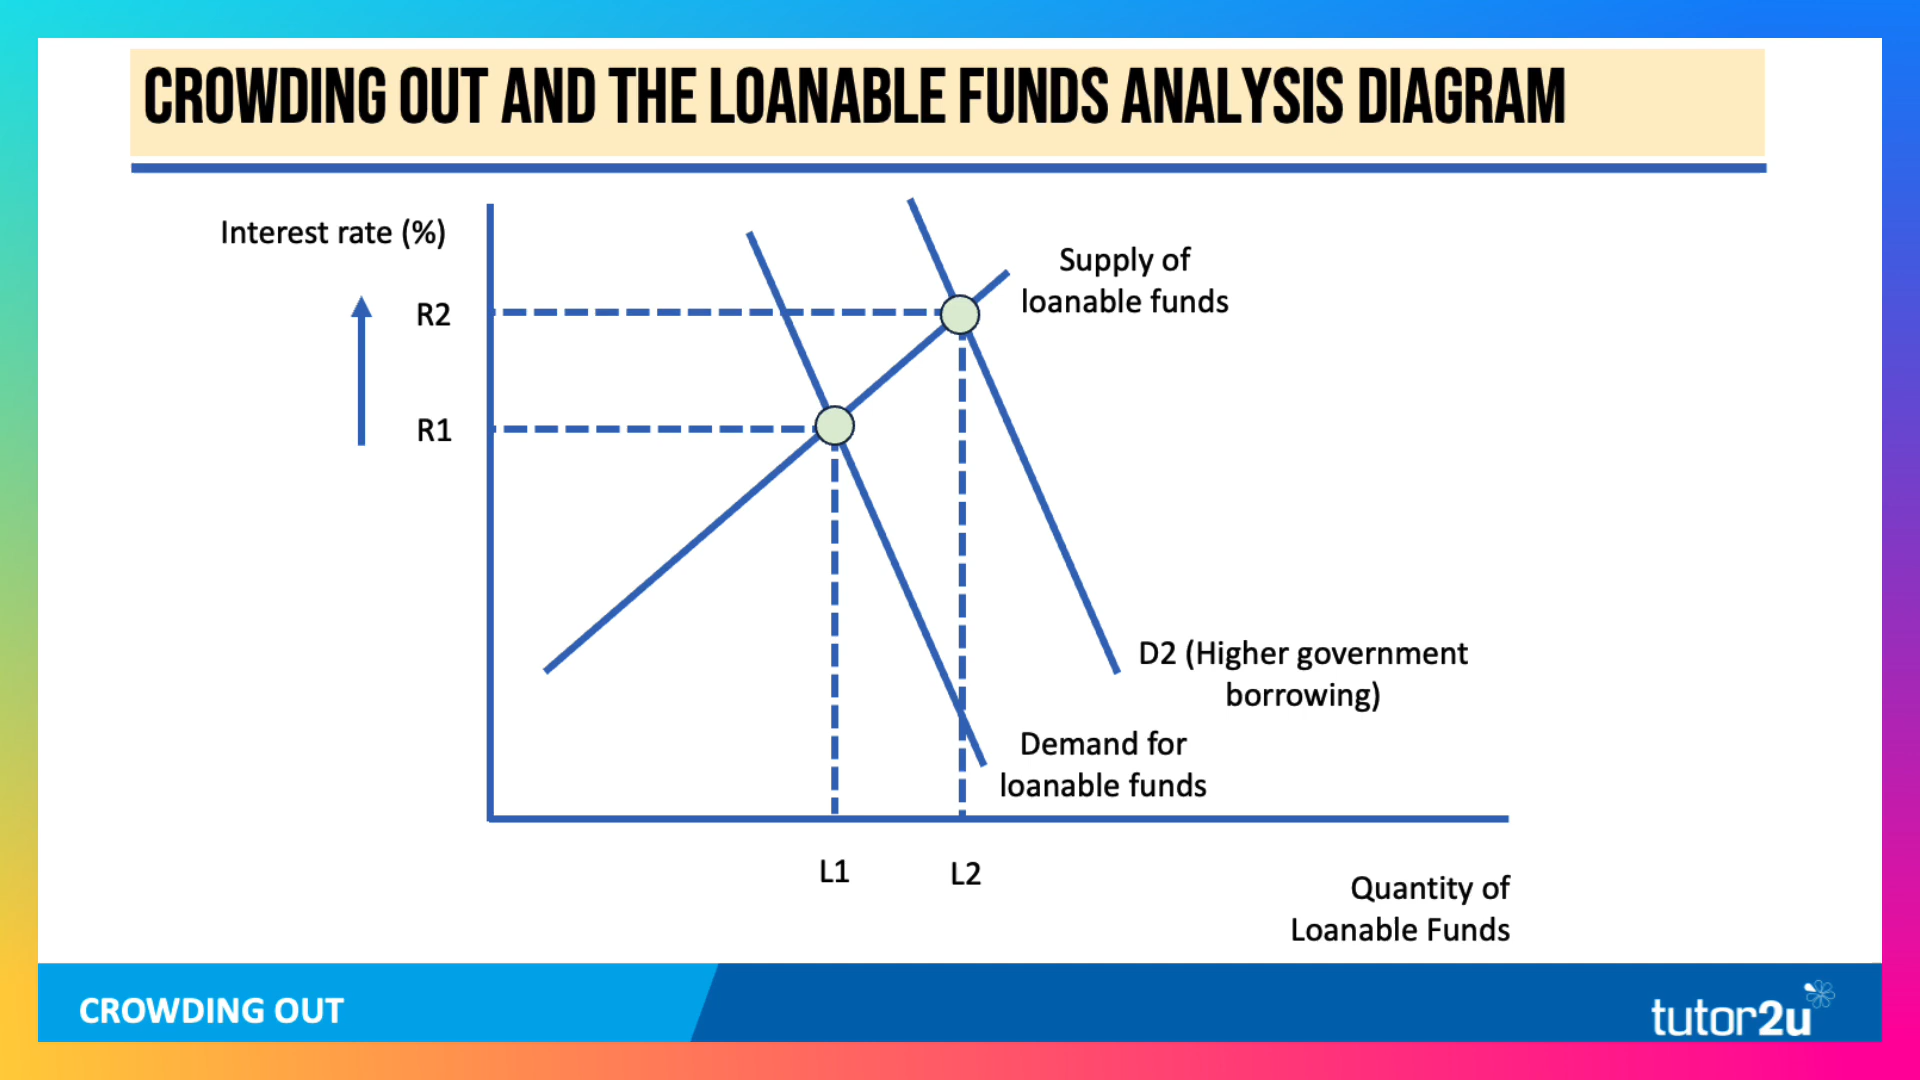 CROWDING OUT AND THE LOANABLE FUNDS ANALYSIS DIAGRAM
Interest rate (%)
Supply of
loanable funds
R2
R1
D2 (Higher government
borrowing)
Demand for
loanable funds
L1
L2
Quantity of
Loanable Funds
CROWDING OUT
tutor2u